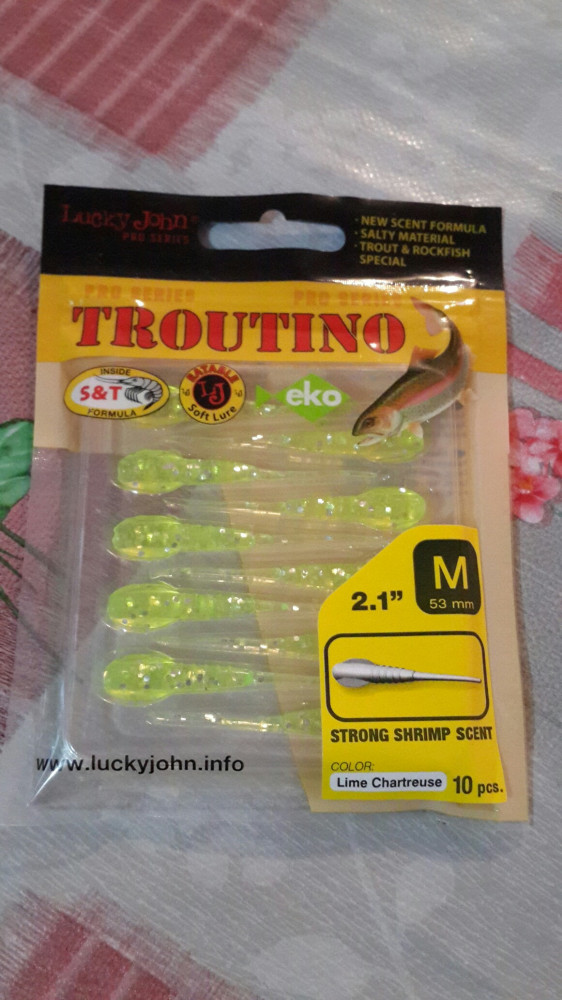 Lucky John®
PRO SERIES
· NEW SCENT FORMULA
· SALTY MATERIAL
· TROUT & ROCKFISH
SPECIAL
PRO SERIES PRO SERIES
TROUTINO
INSIDE
S&T
FORMULA
EATABLE
LJ
Soft Lure
eko
M
53 mm
2.1”
STRONG SHRIMP SCENT
COLOR:
Lime Chartreuse
10 pcs.
www.luckyjohn.info